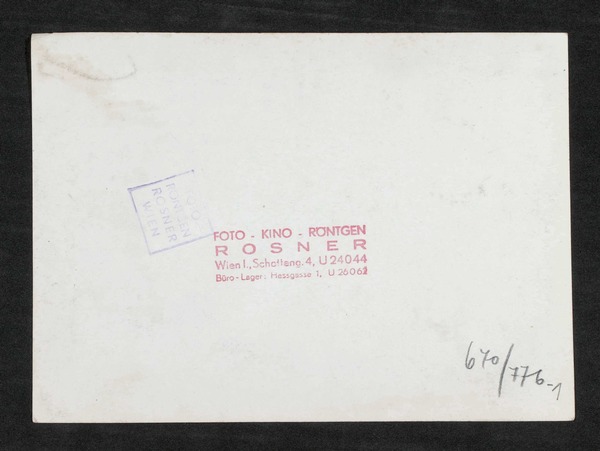 FOTO
RÖNTGEN
ROSNER
WIEN
FOTO - KINO - RÖNTGEN
ROSNER
Wien I., Schotteng. 4, U 24044
Büro-Lager: Hessgasse 1, U 26062
670/776-1